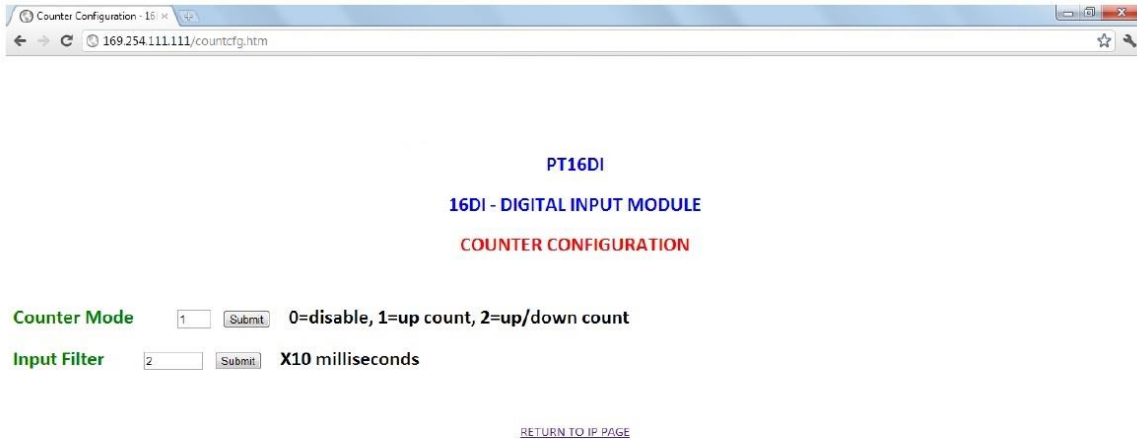 Counter Configuration - 16
169.254.111.111/countcfg.htm
PT16DI
16DI - DIGITAL INPUT MODULE
COUNTER CONFIGURATION
Counter Mode 1 Submit 0=disable, 1=up count, 2=up/down count
Input Filter 2 Submit X10 milliseconds
RETURN TO IP PAGE